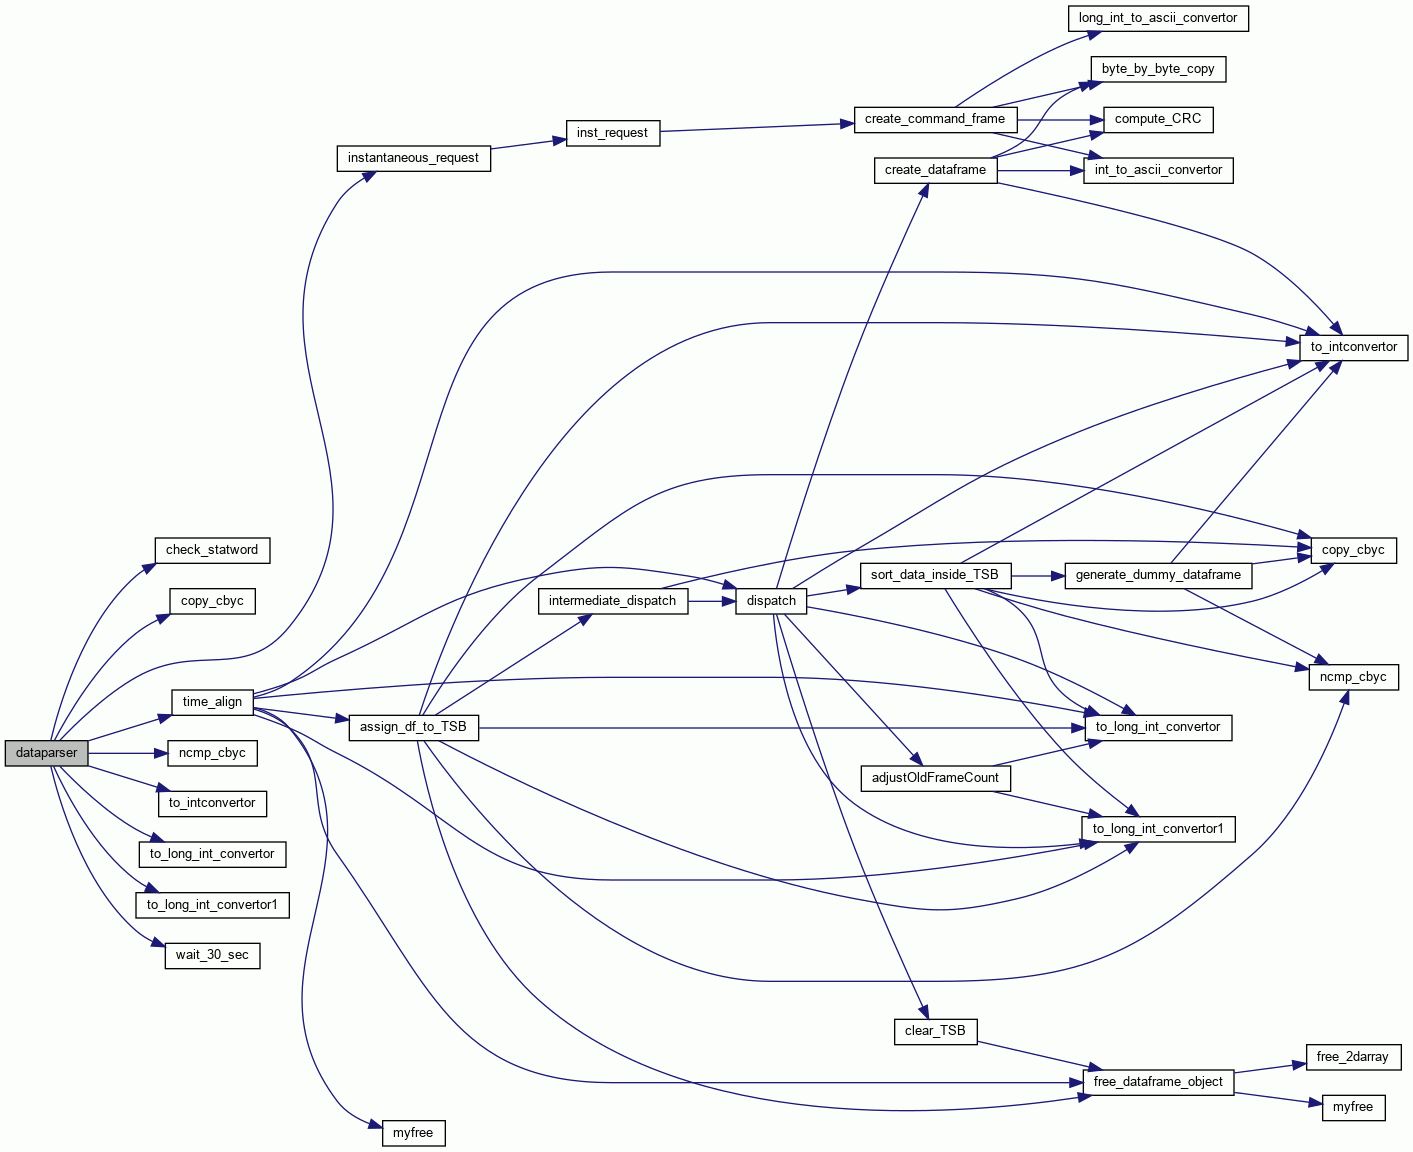 long_int_to_ascii_convertor
byte_by_byte_copy
create_command_frame
compute_CRC
inst_request
instantaneous_request
create_dataframe
int_to_ascii_convertor
to_intconvertor
check_statword
copy_cbyc
sort_data_inside_TSB
generate_dummy_dataframe
copy_cbyc
intermediate_dispatch
dispatch
time_align
ncmp_cbyc
assign_df_to_TSB
to_long_int_convertor
dataparser
ncmp_cbyc
adjustOldFrameCount
to_intconvertor
to_long_int_convertor1
to_long_int_convertor
to_long_int_convertor1
wait_30_sec
clear_TSB
free_2darray
free_dataframe_object
myfree
myfree